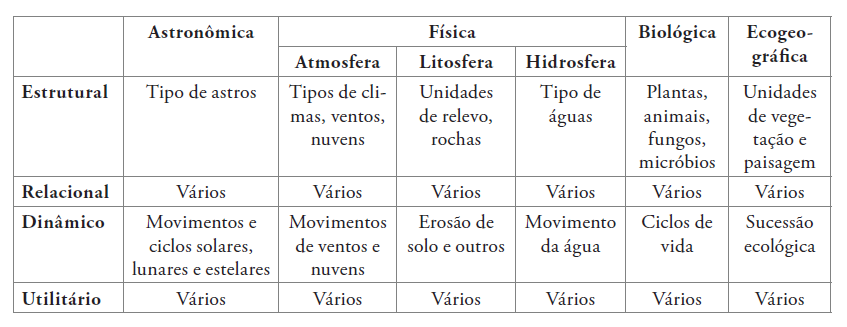 Astronômica Física Biológica Ecogeo-
gráfica
Atmosfera Litosfera Hidrosfera
Estrutural Tipo de astros Tipos de cli- Unidades Tipo de Plantas, Unidades
mas, ventos, de relevo, águas animais, de vege-
nuvens rochas fungos, tação e
micróbios paisagem
Relacional Vários Vários Vários Vários Vários Vários
Dinâmico Movimentos e Movimentos Erosão de Movimento Ciclos de Sucessão
ciclos solares, de ventos e solo e outros da água vida ecológica
lunares e estelares nuvens
Utilitário Vários Vários Vários Vários Vários Vários